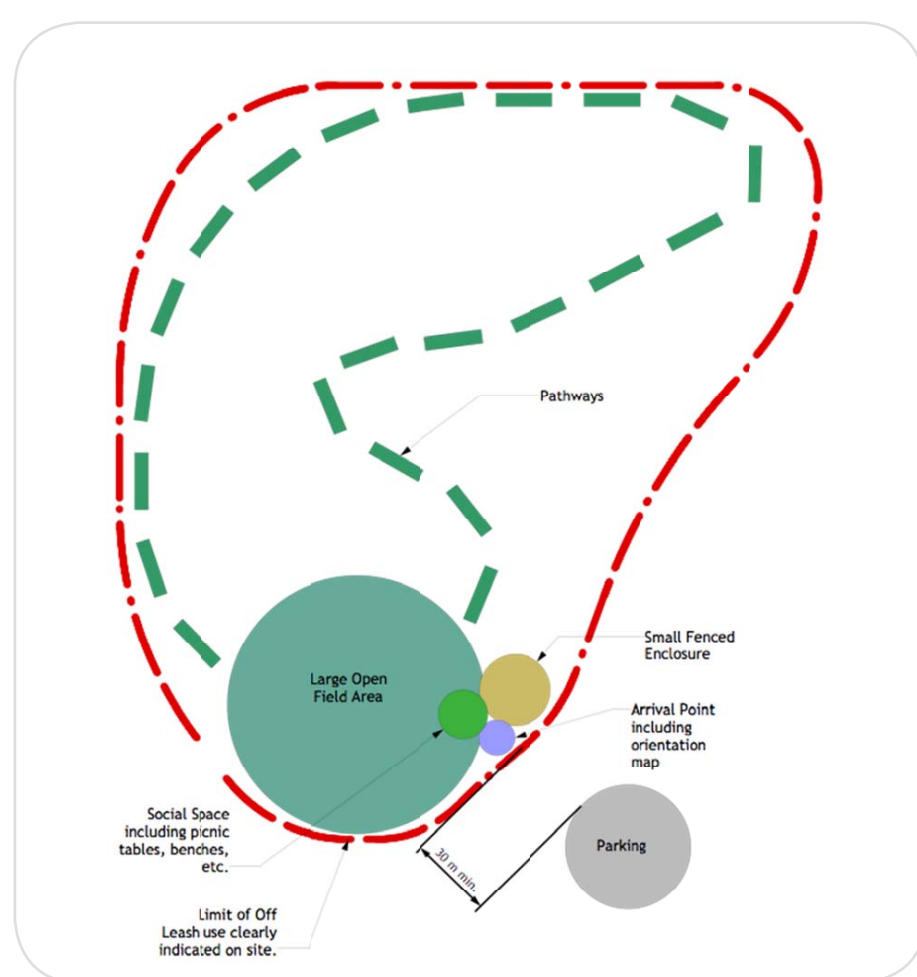 Pathways
Small Fenced
Enclosure
Large Open
Field Area
Arrival Point
including
orientation
map
Social Space
including picnic
tables, benches,
etc.
Parking
30 m min.
Limit of Off
Leash use clearly
indicated on site.